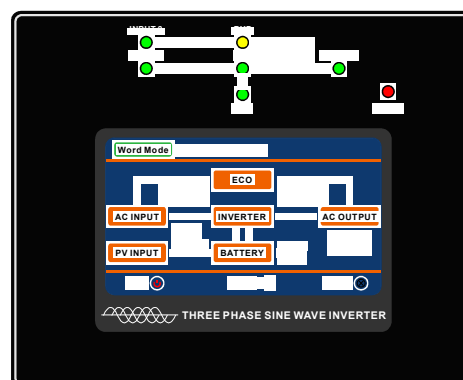 Word Mode
ECO
AC INPUT INVERTER AC OUTPUT
PV INPUT BATTERY
THREE PHASE SINE WAVE INVERTER